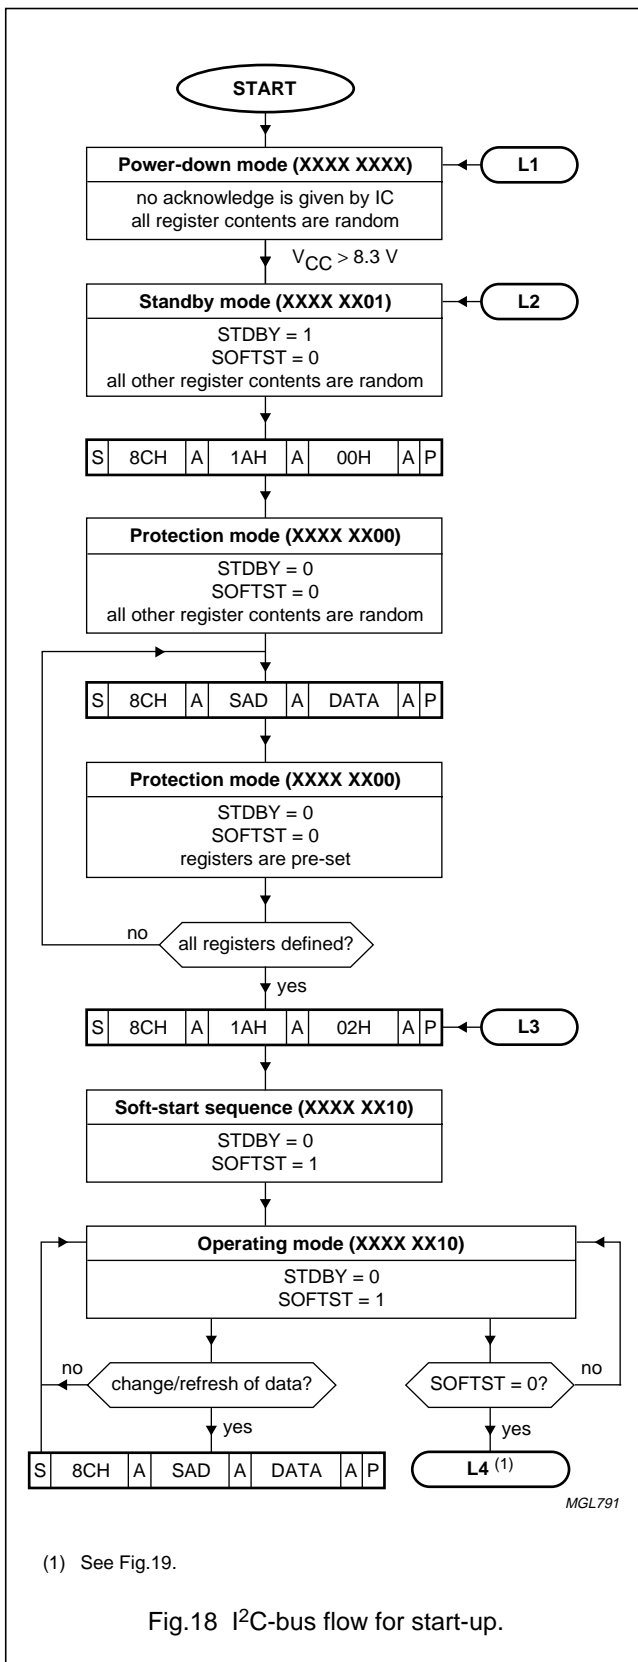 START
Power-down mode (XXXX XXXX)
L1
no acknowledge is given by IC
all register contents are random
VCC > 8.3 V
Standby mode (XXXX XX01)
L2
STDBY = 1
SOFTST = 0
all other register contents are random
S 8CH A 1AH A 00H A P
Protection mode (XXXX XX00)
STDBY = 0
SOFTST = 0
all other register contents are random
S 8CH A SAD A DATA A P
Protection mode (XXXX XX00)
STDBY = 0
SOFTST = 0
registers are pre-set
no
all registers defined?
yes
S 8CH A 1AH A 02H A P
L3
Soft-start sequence (XXXX XX10)
STDBY = 0
SOFTST = 1
Operating mode (XXXX XX10)
STDBY = 0
SOFTST = 1
no
change/refresh of data?
SOFTST = 0?
no
yes
yes
S 8CH A SAD A DATA A P
L4 (1)
MGL791
(1) See Fig.19.
Fig.18 I²C-bus flow for start-up.